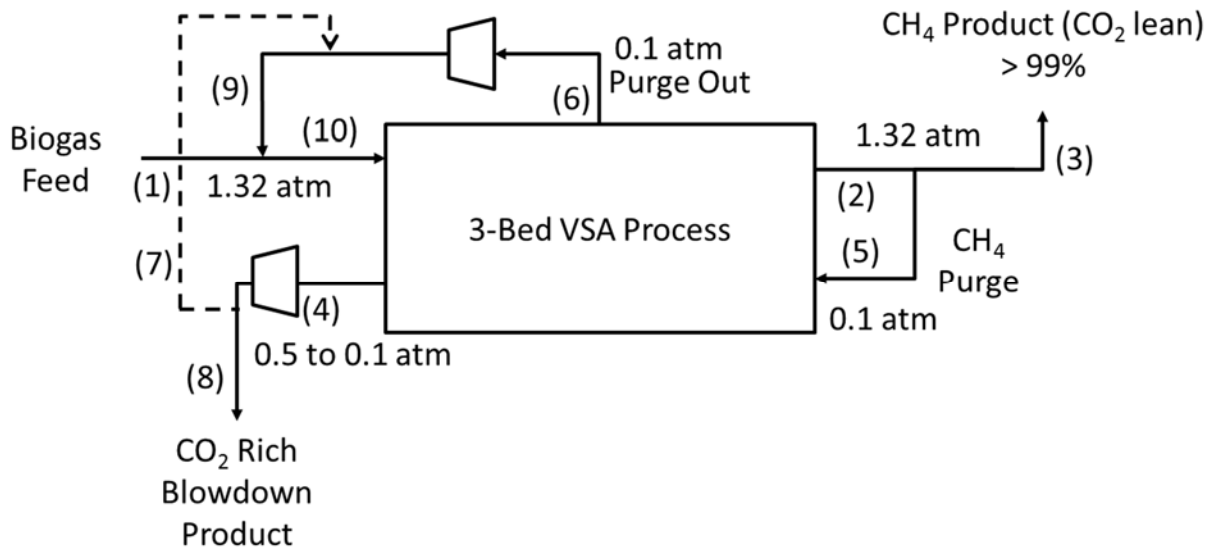 CH₄ Product (CO₂ lean)
> 99%
0.1 atm
Purge Out
(9)
(6)
(10)
Biogas
Feed
(1)
1.32 atm
1.32 atm
(3)
(2)
3-Bed VSA Process
(7)
(5)
CH₄
Purge
(4)
0.1 atm
0.5 to 0.1 atm
(8)
CO₂ Rich
Blowdown
Product